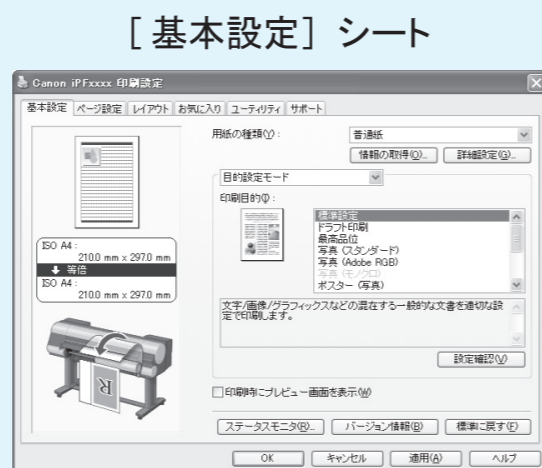 ［基本設定］シート
Canon iPFxxxx 印刷設定
基本設定 ページ設定 レイアウト お気に入り ユーティリティ サポート
用紙の種類(Y)：
普通紙
情報の取得(O)... 詳細設定(G)...
目的設定モード
印刷目的(J)：
標準設定
ドラフト印刷
最高品位
写真 (スタンダード)
写真 (Adobe RGB)
写真 (モノクロ)
ポスター (写真)
ISO A4 :
210.0 mm x 297.0 mm
等倍
ISO A4 :
210.0 mm x 297.0 mm
文字/画像/グラフィックスなどの混在する一般的な文書を適切な設定で印刷します。
R
設定確認(V)
印刷時にプレビュー画面を表示(W)
ステータスモニタ(R)... バージョン情報(B) 標準に戻す(F)
OK キャンセル 適用(A) ヘルプ